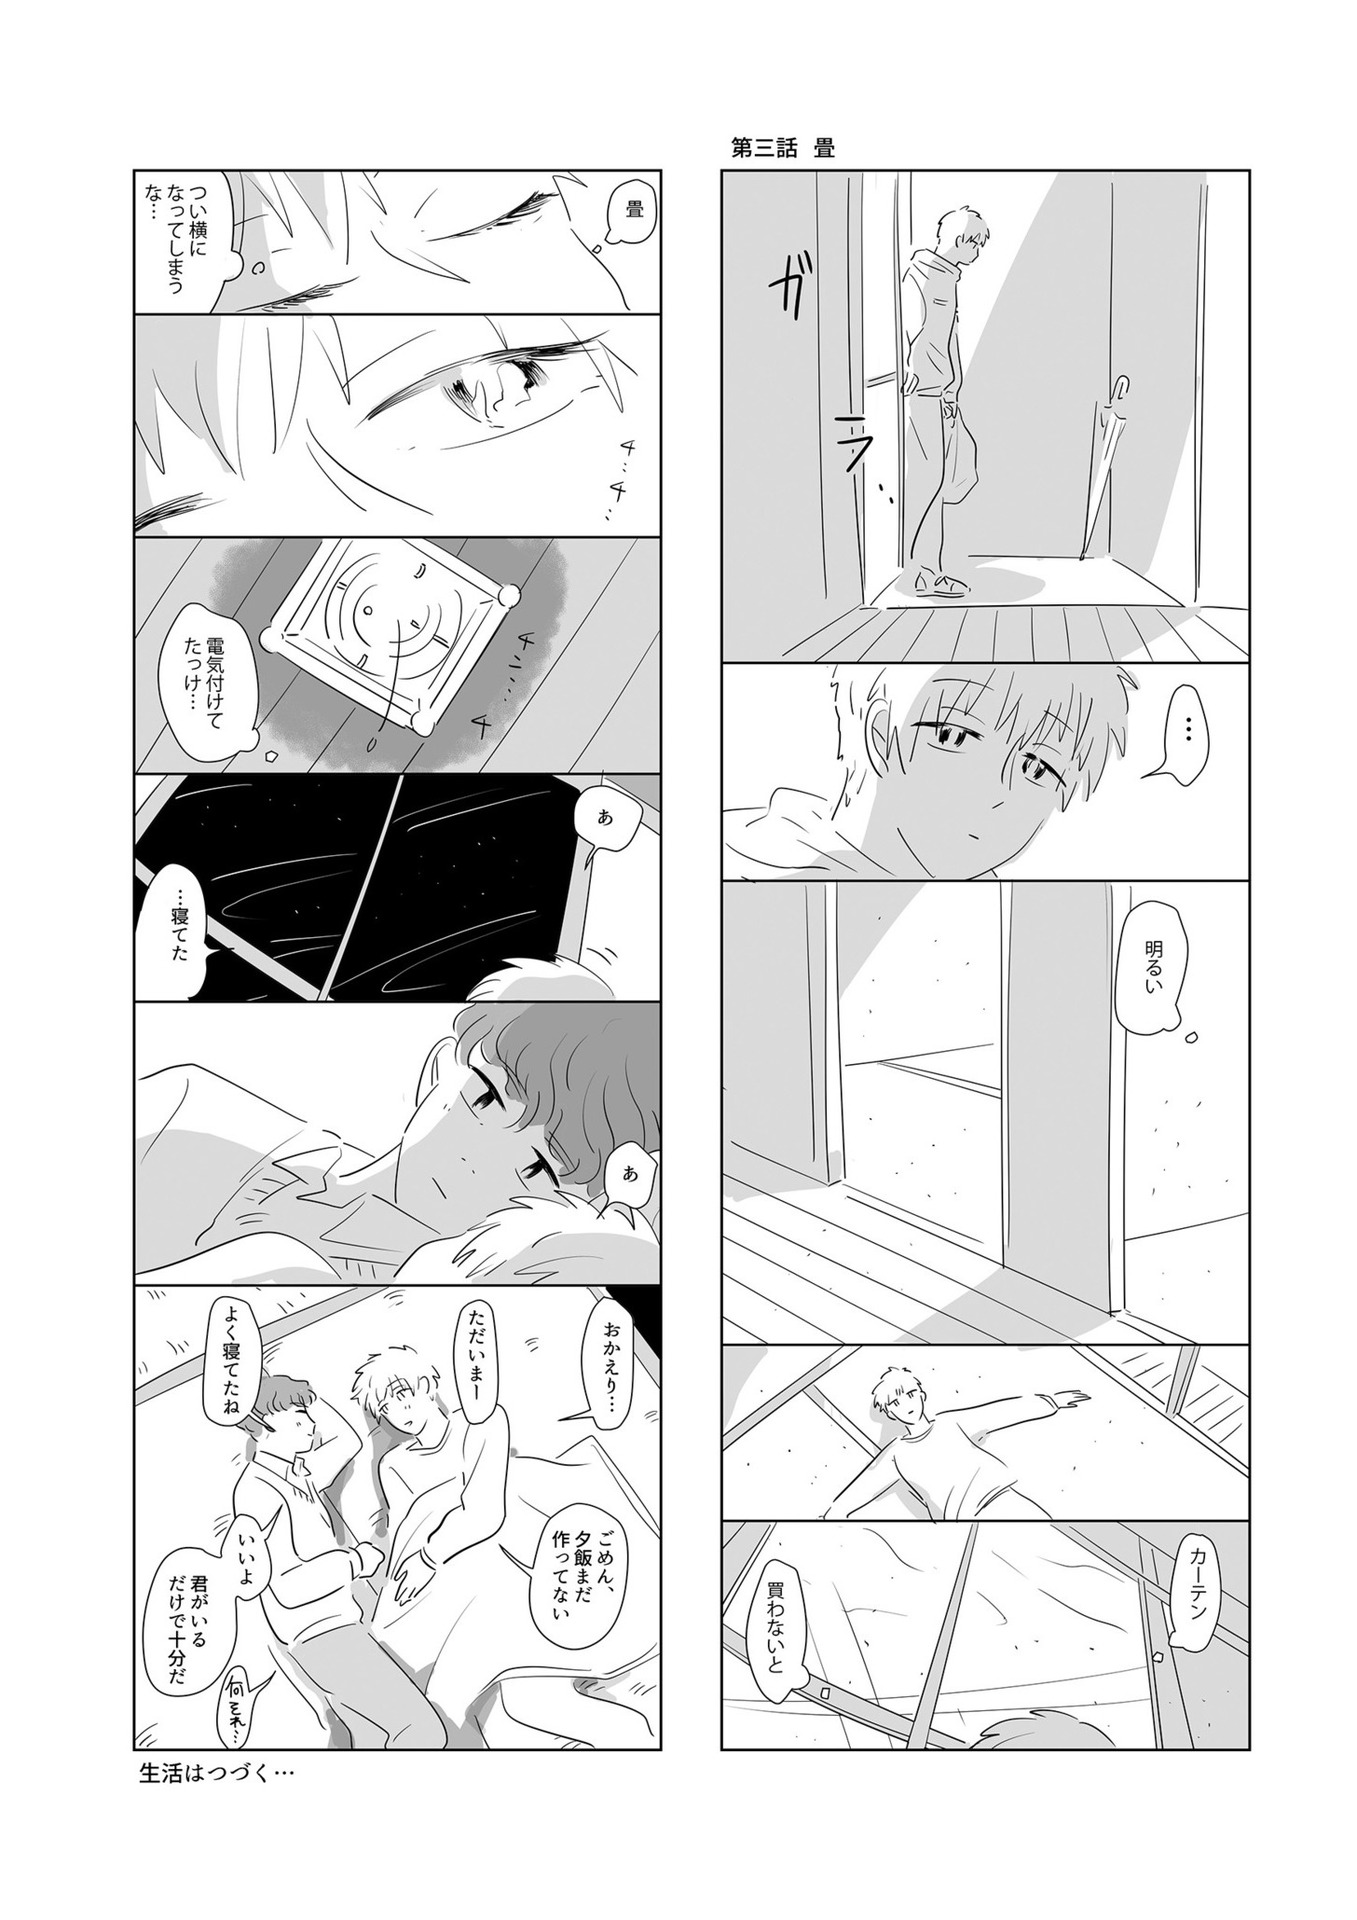 第三話 畳
ガ
ラ
…
…
明るい
カーテン
買わないと
畳
つい横に
なってしまう
な…
チ…チ…
チ……チ
電気付けて
たっけ…
あ
…寝てた
あ
おかえり…
ただいまー
よく寝てたね
ごめん、
夕飯まだ
作ってない
いいよ
君がいる
だけで十分だ
何それ…
生活はつづく…